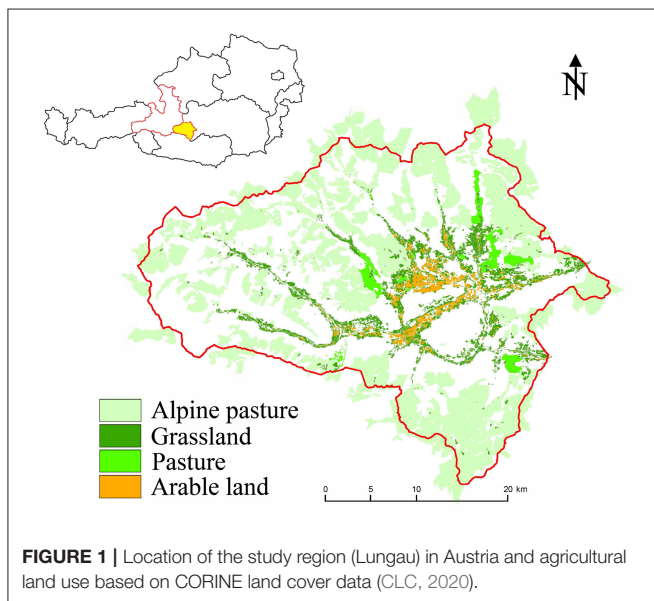 N
Alpine pasture
Grassland
Pasture
Arable land
0 5 10 20 km
FIGURE 1 | Location of the study region (Lungau) in Austria and agricultural
land use based on CORINE land cover data (CLC, 2020).